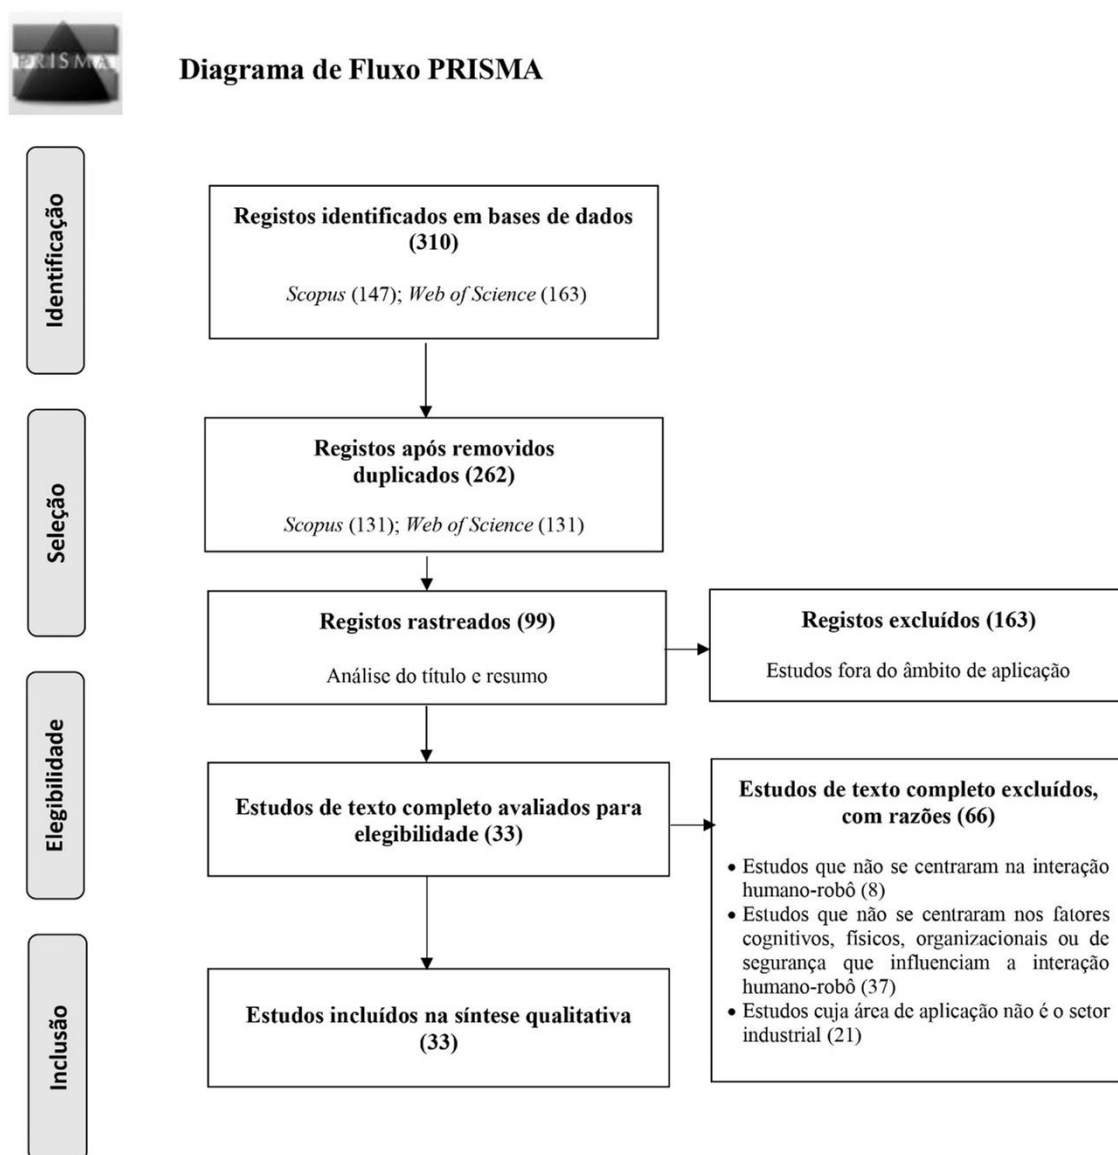 PRISMA
Diagrama de Fluxo PRISMA
Identificação
Registos identificados em bases de dados
(310)
Scopus (147); Web of Science (163)
Seleção
Registos após removidos
duplicados (262)
Scopus (131); Web of Science (131)
Registos rastreados (99)
Análise do título e resumo
Registos excluídos (163)
Estudos fora do âmbito de aplicação
Elegibilidade
Estudos de texto completo avaliados para
elegibilidade (33)
Estudos de texto completo excluídos,
com razões (66)
• Estudos que não se centraram na interação
humano-robô (8)
• Estudos que não se centraram nos fatores
cognitivos, físicos, organizacionais ou de
segurança que influenciam a interação
humano-robô (37)
• Estudos cuja área de aplicação não é o setor
industrial (21)
Inclusão
Estudos incluídos na síntese qualitativa
(33)